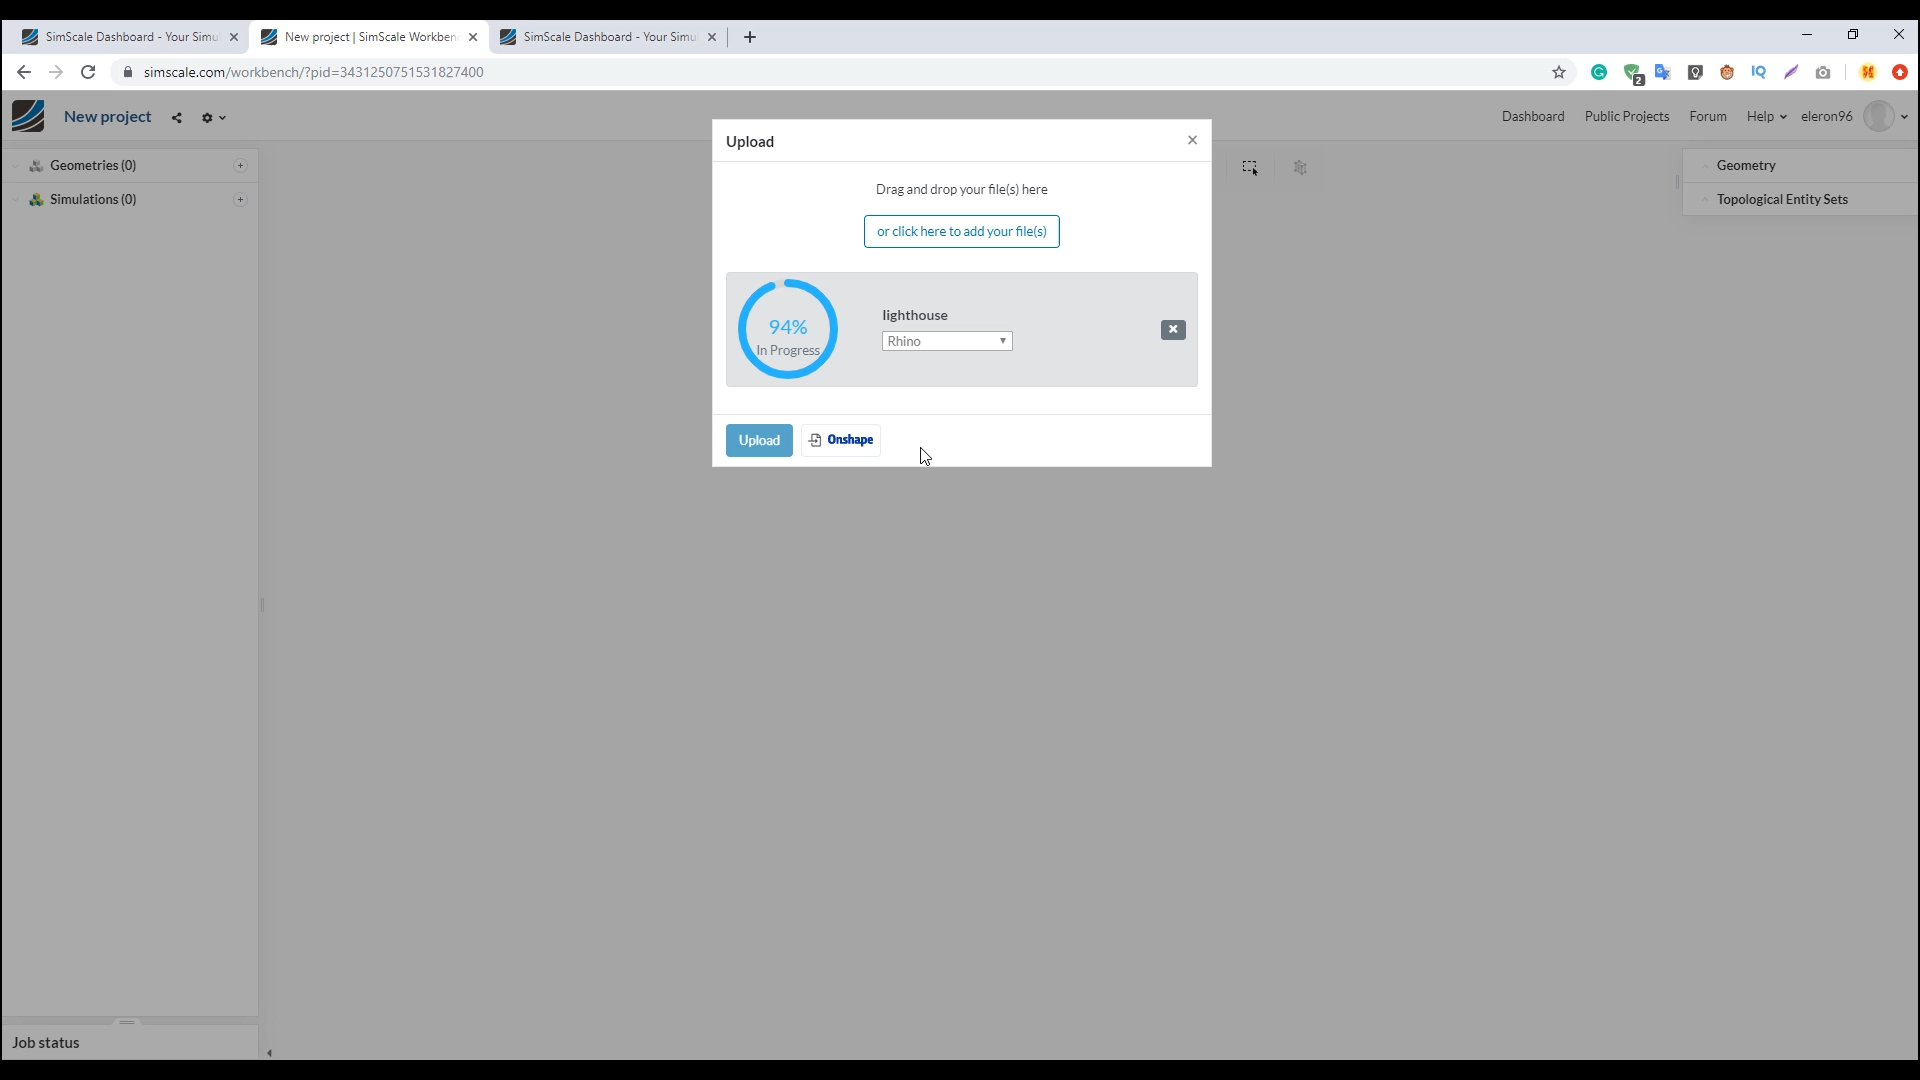 SimScale Dashboard - Your Simu
New project | SimScale Workben
SimScale Dashboard - Your Simu
simscale.com/workbench/?pid=3431250751531827400
2
IQ
New project
Dashboard
Public Projects
Forum
Help
eleron96
Geometries (0)
Simulations (0)
Upload
Drag and drop your file(s) here
or click here to add your file(s)
94%
In Progress
lighthouse
Rhino
Upload
Onshape
Geometry
Topological Entity Sets
Job status